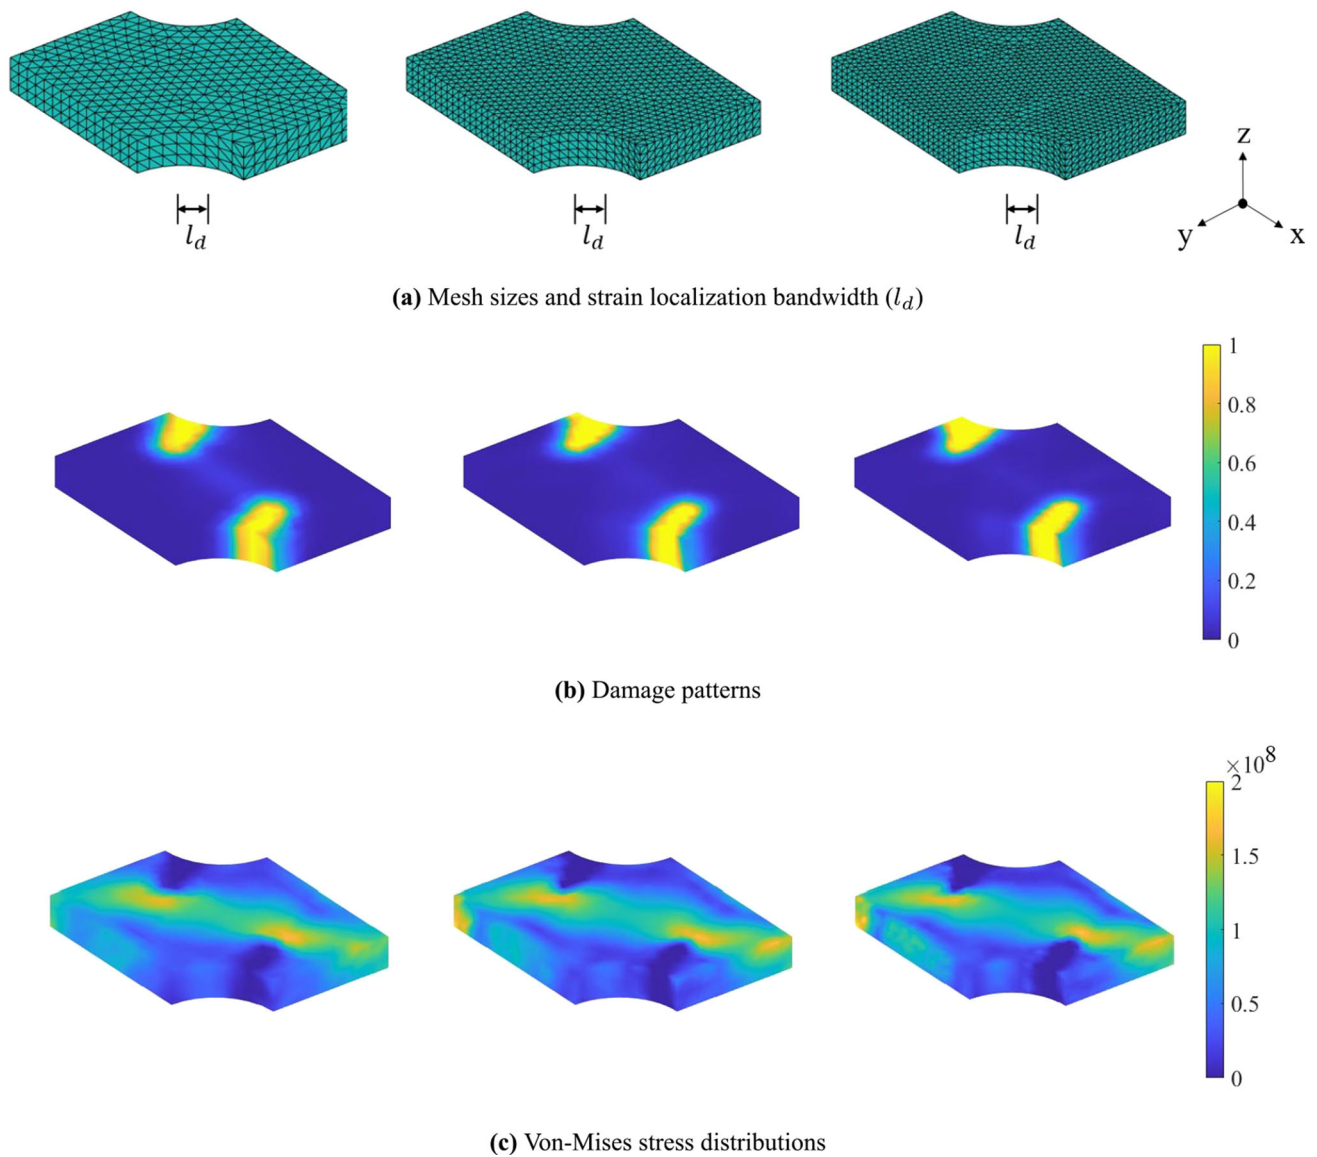 z
y
x
l_d
l_d
l_d
(a) Mesh sizes and strain localization bandwidth (l_d)
1
0.8
0.6
0.4
0.2
0
(b) Damage patterns
×10^8
2
1.5
1
0.5
0
(c) Von-Mises stress distributions